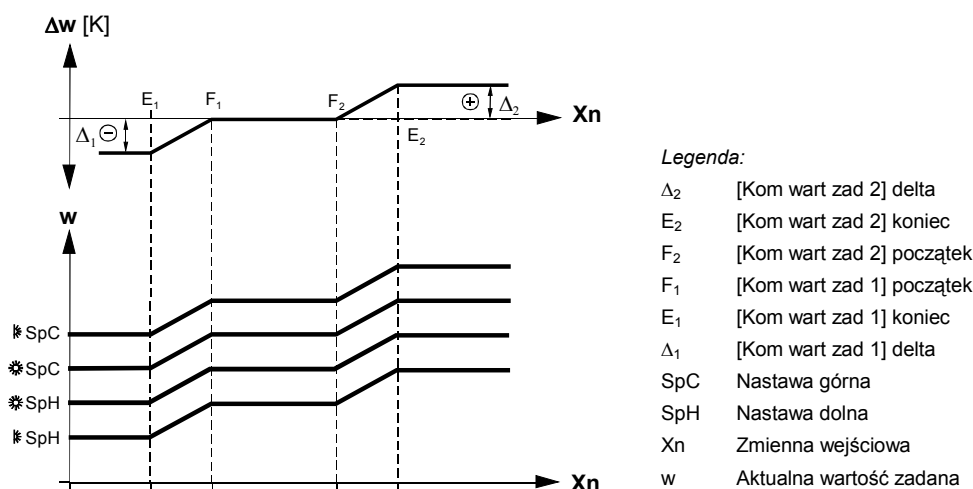 Δw [K]
E₁
F₁
F₂
Δ₁
Δ₂
Xn
E₂
w
SpC
SpC
SpH
SpH
Xn
Legenda:
Δ₂ [Kom wart zad 2] delta
E₂ [Kom wart zad 2] koniec
F₂ [Kom wart zad 2] początek
F₁ [Kom wart zad 1] początek
E₁ [Kom wart zad 1] koniec
Δ₁ [Kom wart zad 1] delta
SpC Nastawa górna
SpH Nastawa dolna
Xn Zmienna wejściowa
w Aktualna wartość zadana